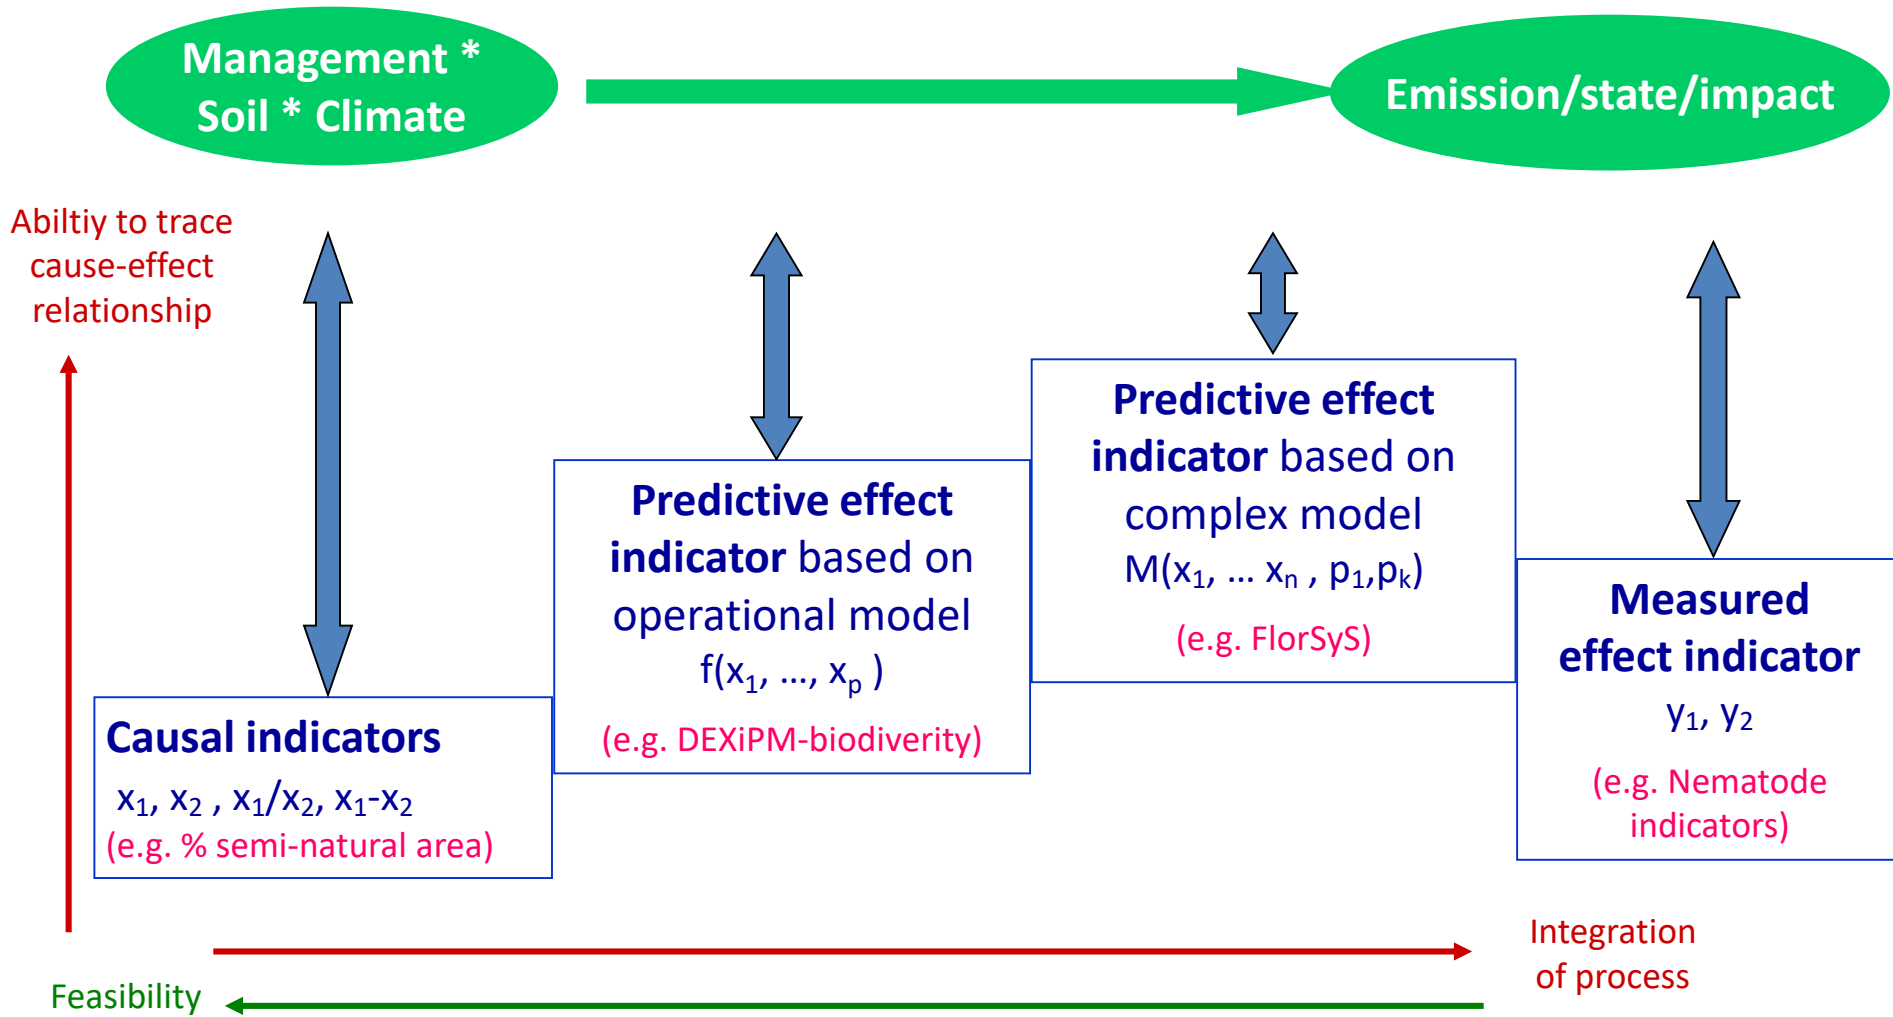 Management *
Soil * Climate
Emission/state/impact
Abiltiy to trace
cause-effect
relationship
Causal indicators
x₁, x₂ , x₁/x₂, x₁-x₂
(e.g. % semi-natural area)
Predictive effect
indicator based on
operational model
f(x₁, ..., xₚ )
(e.g. DEXiPM-biodiverity)
Predictive effect
indicator based on
complex model
M(x₁, ... xₙ , p₁,pₖ)
(e.g. FlorSyS)
Measured
effect indicator
y₁, y₂
(e.g. Nematode
indicators)
Integration
of process
Feasibility